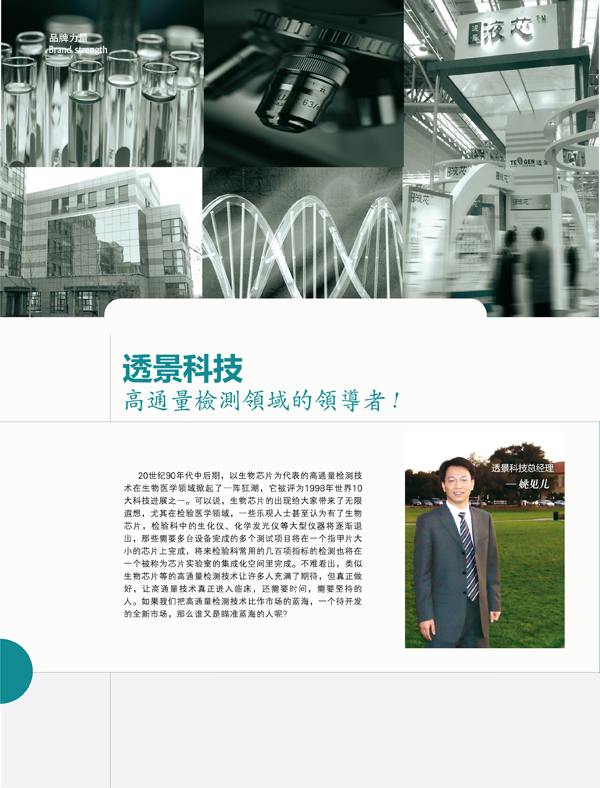 品牌力量
Brand strength
透景
液芯
TM
TELLGEN 透景
液芯
63/
透景科技
高通量檢測領域的領導者！
20世纪90年代中后期，以生物芯片为代表的高通量检测技
术在生物医学领域掀起了一阵狂潮，它被评为1998年世界10
大科技进展之一。可以说，生物芯片的出现给大家带来了无限
遐想，尤其在检验医学领域，一些乐观人士甚至认为有了生物
芯片，检验科中的生化仪、化学发光仪等大型仪器将逐渐退
出，那些需要多台设备完成的多个测试项目将在一个指甲片大
小的芯片上完成，将来检验科常用的几百项指标的检测也将在
一个被称为芯片实验室的集成化空间里完成。不难看出，类似
生物芯片等的高通量检测技术让许多人充满了期待，但真正做
好，让高通量技术真正进入临床，还需要时间，需要坚持的
人。如果我们把高通量检测技术比作市场的蓝海，一个待开发
的全新市场，那么谁又是瞄准蓝海的人呢？
透景科技总经理
— 姚见儿